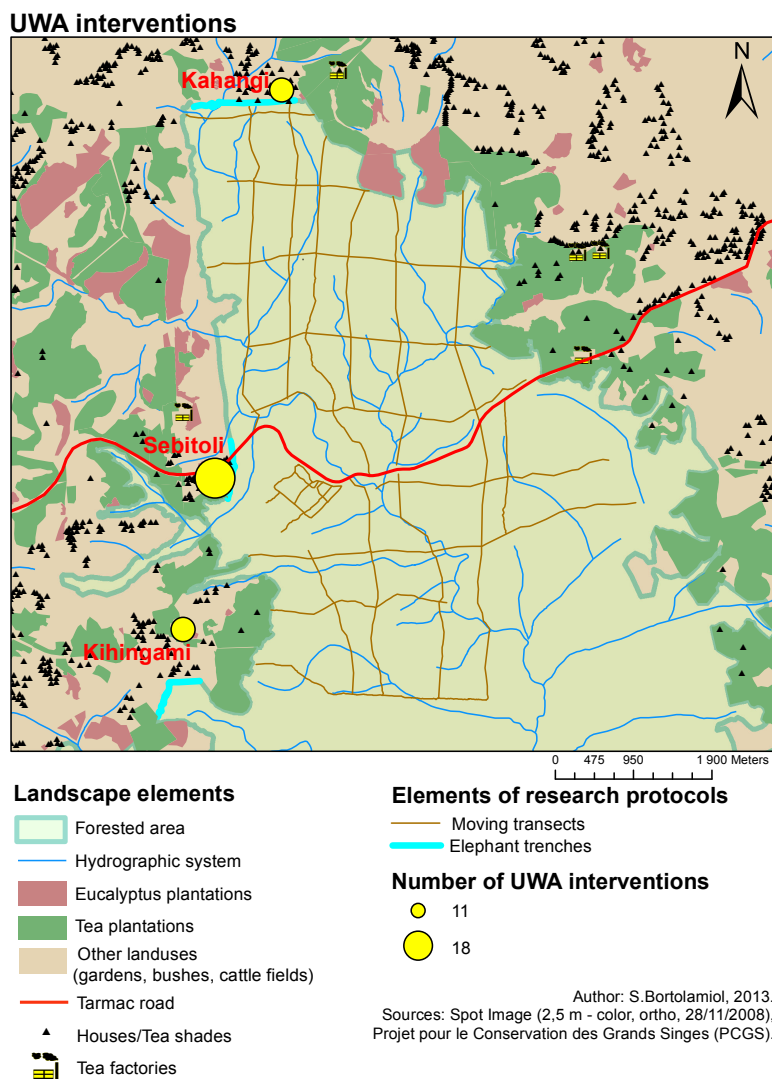 UWA interventions
Kahangi
N
Sebitoli
Kihingami
0 475 950 1 900 Meters
Landscape elements
Forested area
Hydrographic system
Eucalyptus plantations
Tea plantations
Other landuses
(gardens, bushes, cattle fields)
Tarmac road
Houses/Tea shades
Tea factories
Elements of research protocols
Moving transects
Elephant trenches
Number of UWA interventions
11
18
Author: S.Bortolamiol, 2013.
Sources: Spot Image (2,5 m - color, ortho, 28/11/2008),
Projet pour le Conservation des Grands Singes (PCGS).